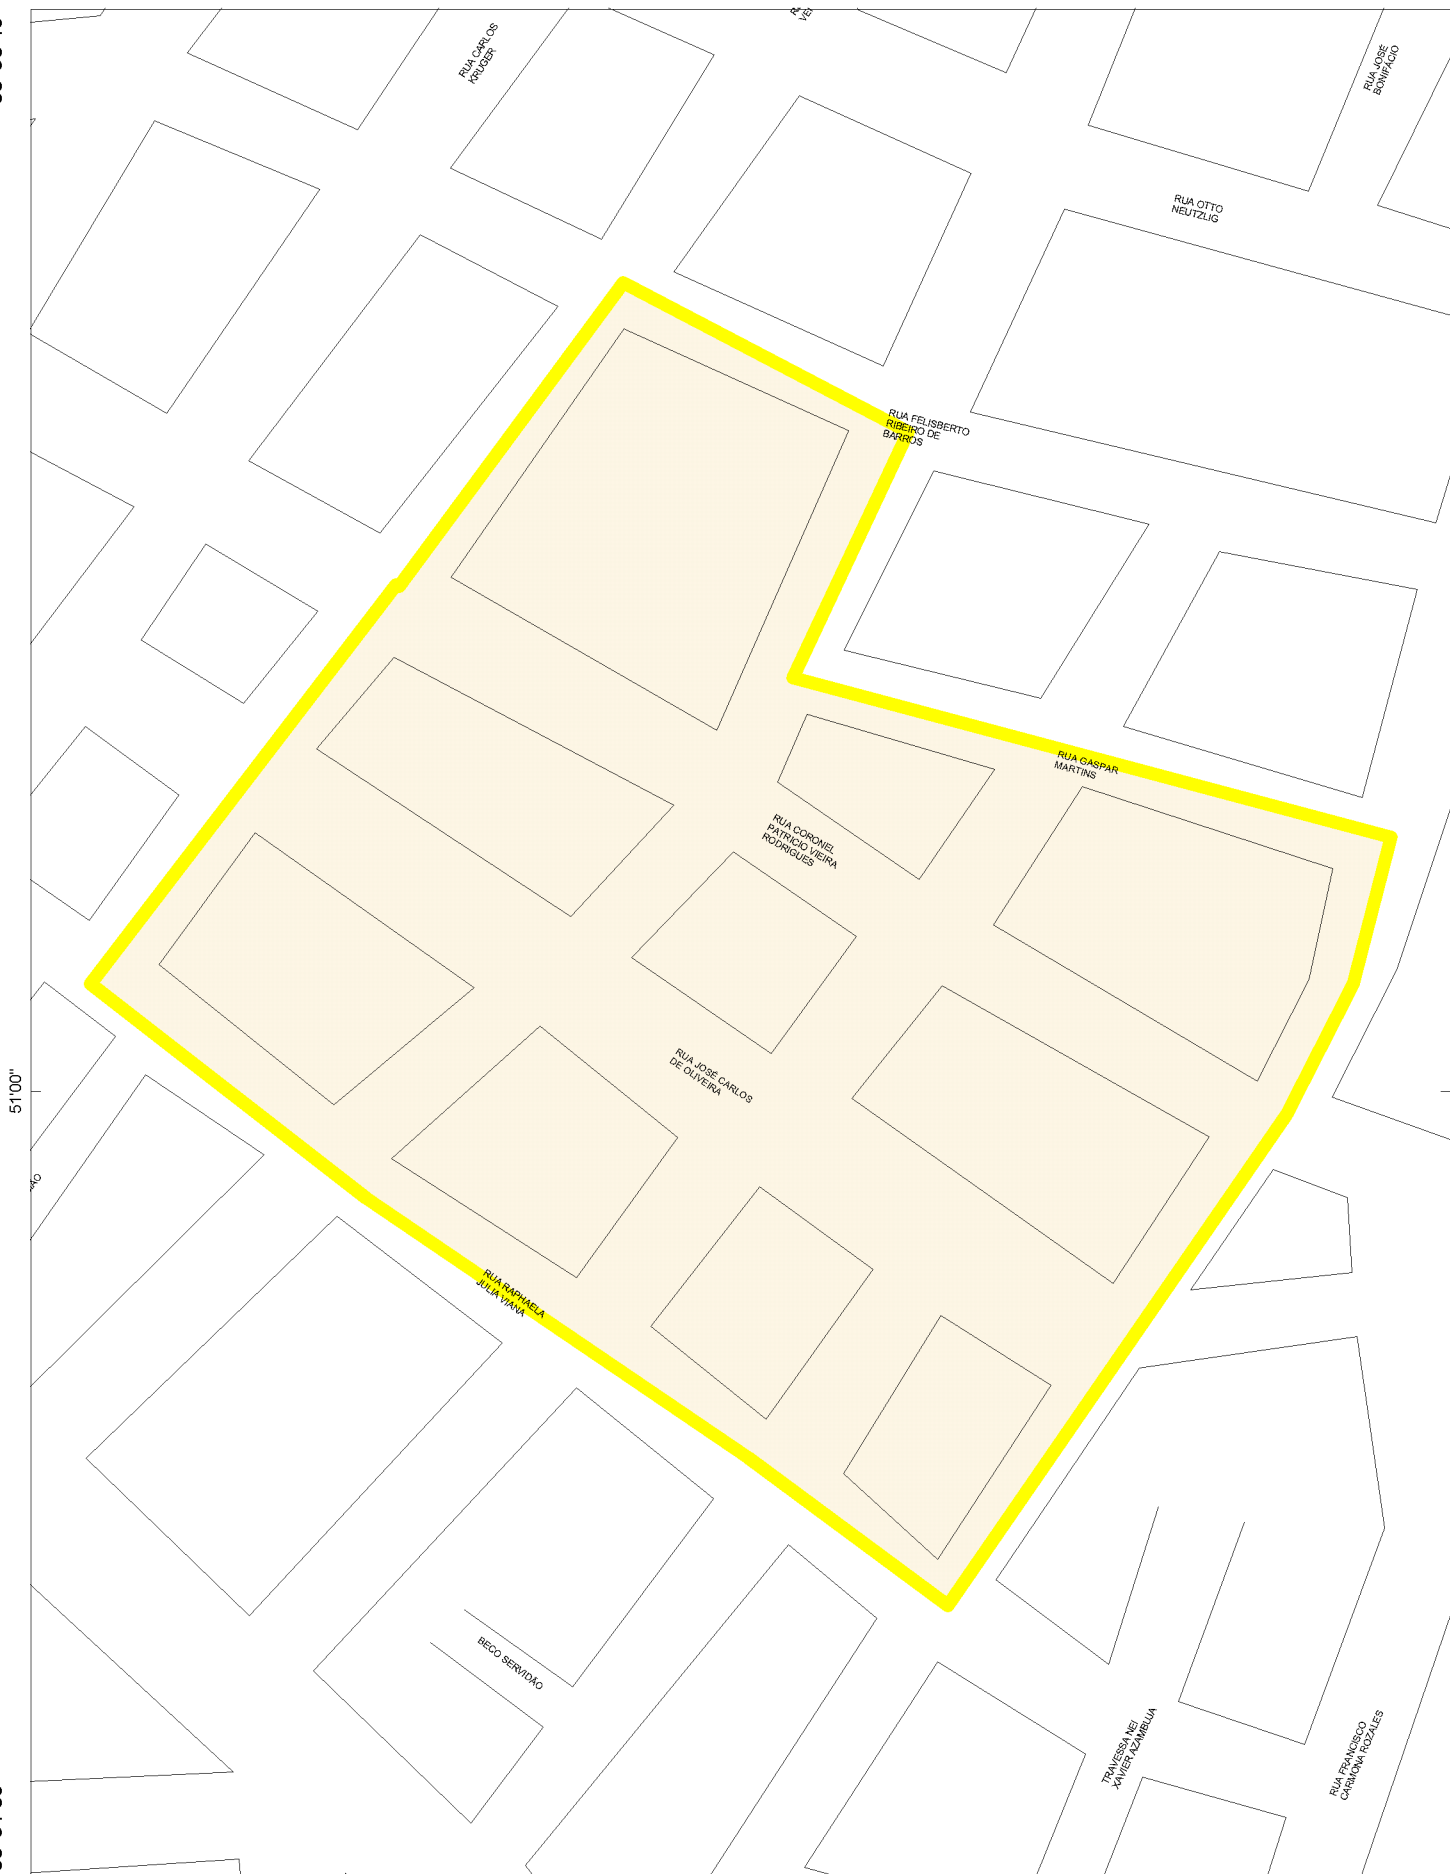 RUA CARLOS
KRUGER
RUA JOSÉ
BONIFÁCIO
RUA OTTO
NEUTZLIG
RUA FELISBERTO
RIBEIRO DE
BARROS
RUA GASPAR
MARTINS
RUA CORONEL
PATRICIO VIEIRA
RODRIGUES
RUA JOSÉ CARLOS
DE OLIVEIRA
51'00"
RUA RAPHAELA
JULIA VIANA
BECO SERVIDÃO
TRAVESSA NEI
XAVIER AZAMBUJA
RUA FRANCISCO
CARMONA ROZALES